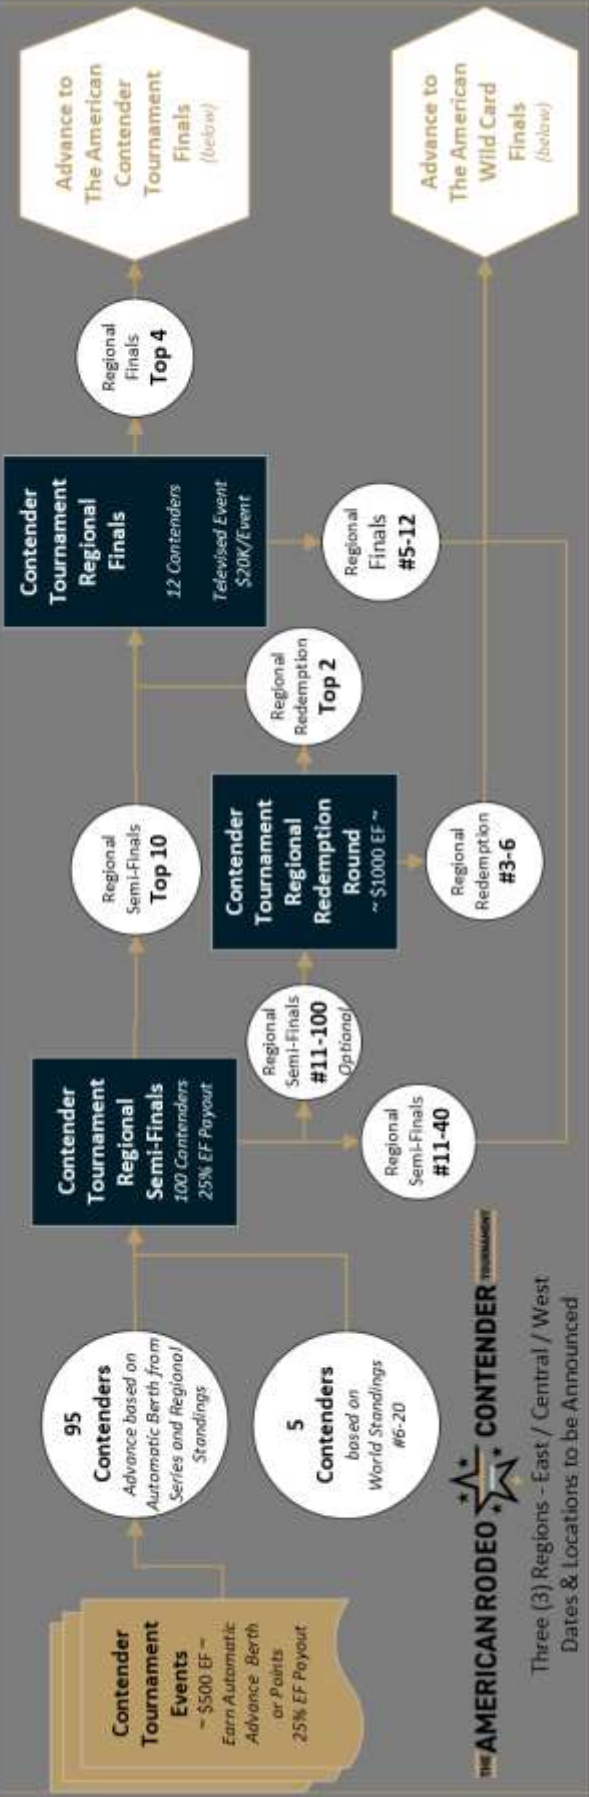 Contender
Tournament
Events
~ $500 EF ~
Earn Automatic
Advance Berth
or Points
25% EF Payout
95
Contenders
Advance based on
Automatic Berth from
Series and Regional
Standings
5
Contenders
based on
World Standings
#6-20
Contender
Tournament
Regional
Semi-Finals
100 Contenders
25% EF Payout
Regional
Semi-Finals
Top 10
Regional
Semi-Finals
#11-100
Optional
Regional
Semi-Finals
#11-40
Contender
Tournament
Regional
Redemption
Round
~ $1000 EF ~
Regional
Redemption
Top 2
Regional
Redemption
#3-6
Contender
Tournament
Regional
Finals
12 Contenders
Televised Event
$20K/Event
Regional
Finals
Top 4
Regional
Finals
#5-12
Advance to
The American
Contender
Tournament
Finals
(below)
Advance to
The American
Wild Card
Finals
(below)
THE AMERICAN RODEO CONTENDER TOURNAMENT
Three (3) Regions - East / Central / West
Dates & Locations to be Announced